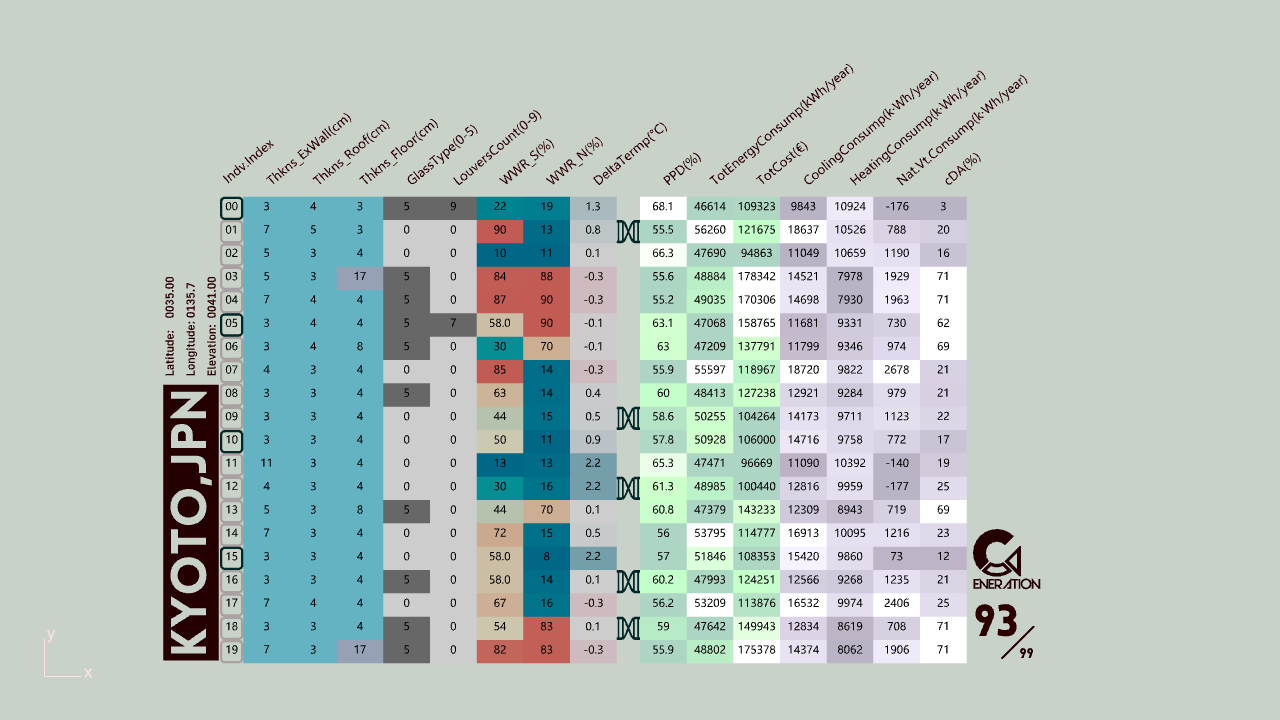 Indv.Index Thkns_ExWall(cm) Thkns_Roof(cm) Thkns_Floor(cm) GlassType(0-5) LouversCount(0-9) WWR_S(%) WWR_N(%) DeltaTermp(°C) PPD(%) TotEnergyConsump(kWh/year) TotCost(€) CoolingConsump(k·Wh/year) HeatingConsump(k·Wh/year) Nat.Vt.Consump(k·Wh/year) cDA(%)
00 3 4 3 5 9 22 19 1.3 68.1 46614 109323 9843 10924 -176 3
01 7 5 3 0 0 90 13 0.8 55.5 56260 121675 18637 10526 788 20
02 5 3 4 0 0 10 11 0.1 66.3 47690 94863 11049 10659 1190 16
03 5 3 17 5 0 84 88 -0.3 55.6 48884 178342 14521 7978 1929 71
04 7 4 4 5 0 87 90 -0.3 55.2 49035 170306 14698 7930 1963 71
05 3 4 4 5 7 58.0 90 -0.1 63.1 47068 158765 11681 9331 730 62
06 3 4 8 5 0 30 70 -0.1 63 47209 137791 11799 9346 974 69
07 4 3 4 0 0 85 14 -0.3 55.9 55597 118967 18720 9822 2678 21
08 3 3 4 5 0 63 14 0.4 60 48413 127238 12921 9284 979 21
09 3 3 4 0 0 44 15 0.5 58.6 50255 104264 14173 9711 1123 22
10 3 3 4 0 0 50 11 0.9 57.8 50928 106000 14716 9758 772 17
11 11 3 4 0 0 13 13 2.2 65.3 47471 96669 11090 10392 -140 19
12 4 3 4 0 0 30 16 2.2 61.3 48985 100440 12816 9959 -177 25
13 5 3 8 5 0 44 70 0.1 60.8 47379 143233 12309 8943 719 69
14 7 3 4 0 0 72 15 0.5 56 53795 114777 16913 10095 1216 23
15 3 3 4 0 0 58.0 8 2.2 57 51846 108353 15420 9860 73 12
16 3 3 4 5 0 58.0 14 0.1 60.2 47993 124251 12566 9268 1235 21
17 7 4 4 0 0 67 16 -0.3 56.2 53209 113876 16532 9974 2406 25
18 3 3 4 5 0 54 83 0.1 59 47642 149943 12834 8619 708 71
19 7 3 17 5 0 82 83 -0.3 55.9 48802 175378 14374 8062 1906 71
Latitude: 0035.00
Longitude: 0135.7
Elevation: 0041.00
KYOTO,JPN
GENERATION
93/99
y
x